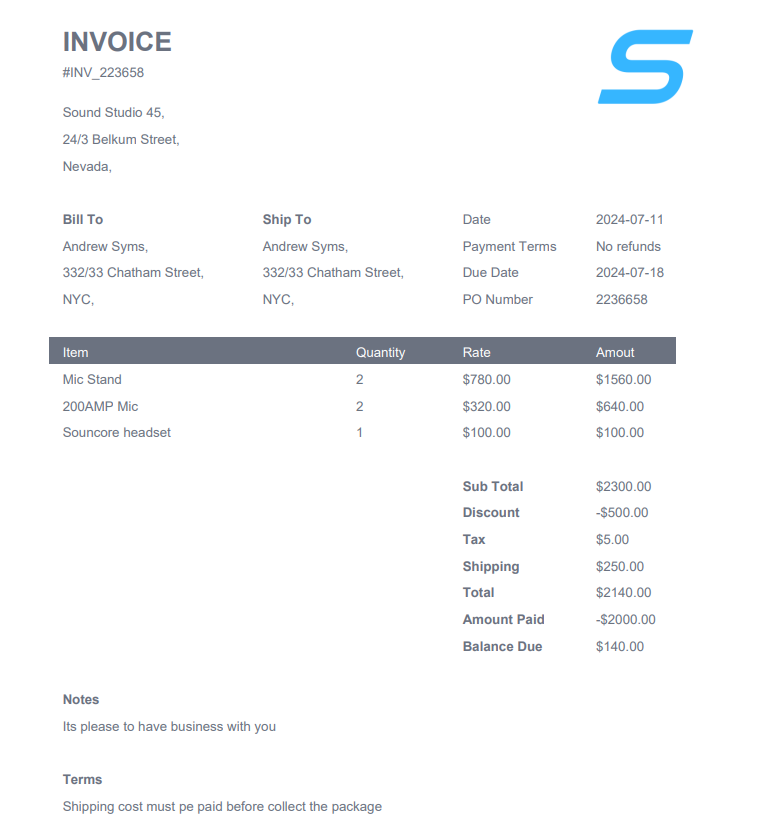 INVOICE
#INV_223658
Sound Studio 45,
24/3 Belkum Street,
Nevada,
Bill To Ship To Date 2024-07-11
Andrew Syms, Andrew Syms, Payment Terms No refunds
332/33 Chatham Street, 332/33 Chatham Street, Due Date 2024-07-18
NYC, NYC, PO Number 2236658
Item Quantity Rate Amout
Mic Stand 2 $780.00 $1560.00
200AMP Mic 2 $320.00 $640.00
Souncore headset 1 $100.00 $100.00
Sub Total $2300.00
Discount -$500.00
Tax $5.00
Shipping $250.00
Total $2140.00
Amount Paid -$2000.00
Balance Due $140.00
Notes
Its please to have business with you
Terms
Shipping cost must pe paid before collect the package